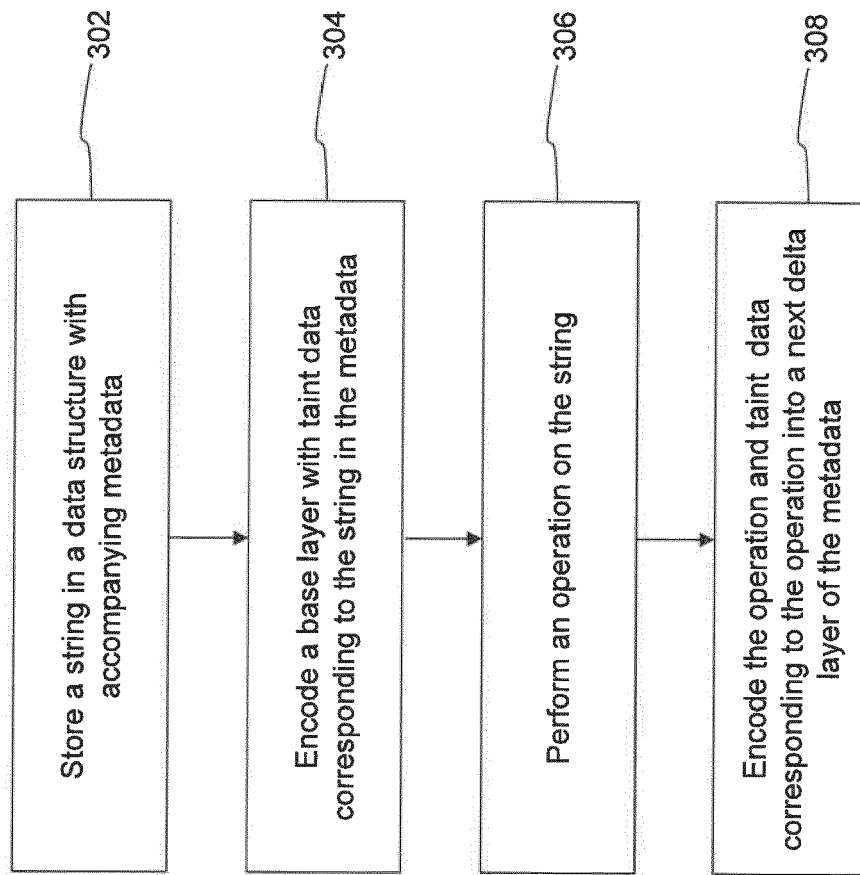 Store a string in a data structure with
accompanying metadata
302
Encode a base layer with taint data
corresponding to the string in the metadata
304
Perform an operation on the string
306
Encode the operation and taint data
corresponding to the operation into a next delta
layer of the metadata
308